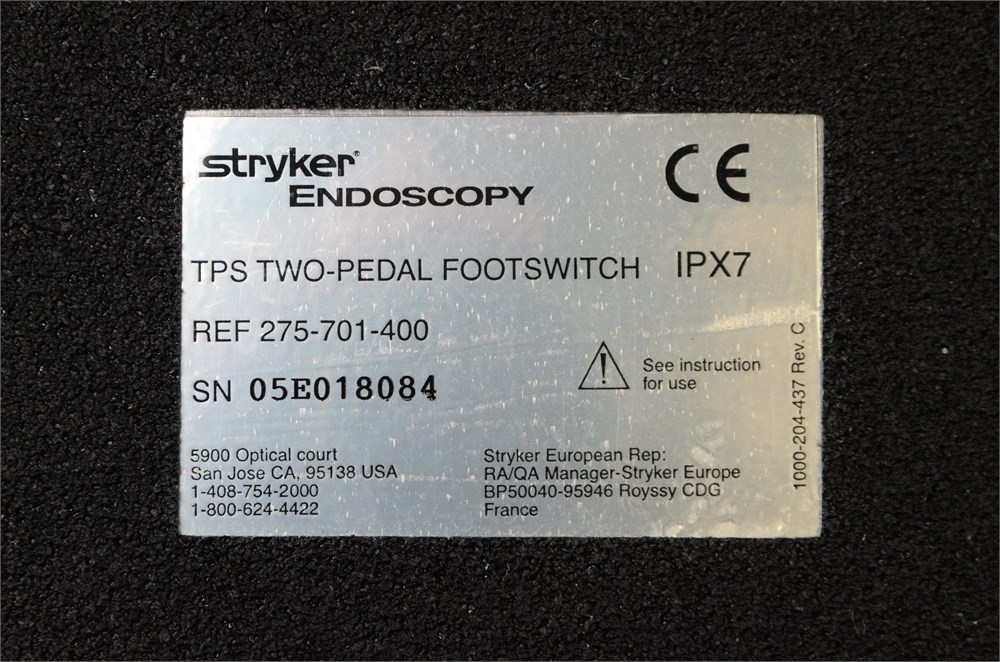 stryker®
ENDOSCOPY
CE
TPS TWO-PEDAL FOOTSWITCH IPX7
REF 275-701-400
SN 05E018084
See instruction
for use
5900 Optical court
San Jose CA, 95138 USA
1-408-754-2000
1-800-624-4422
Stryker European Rep:
RA/QA Manager-Stryker Europe
BP50040-95946 Royssy CDG
France
1000-204-437 Rev. C